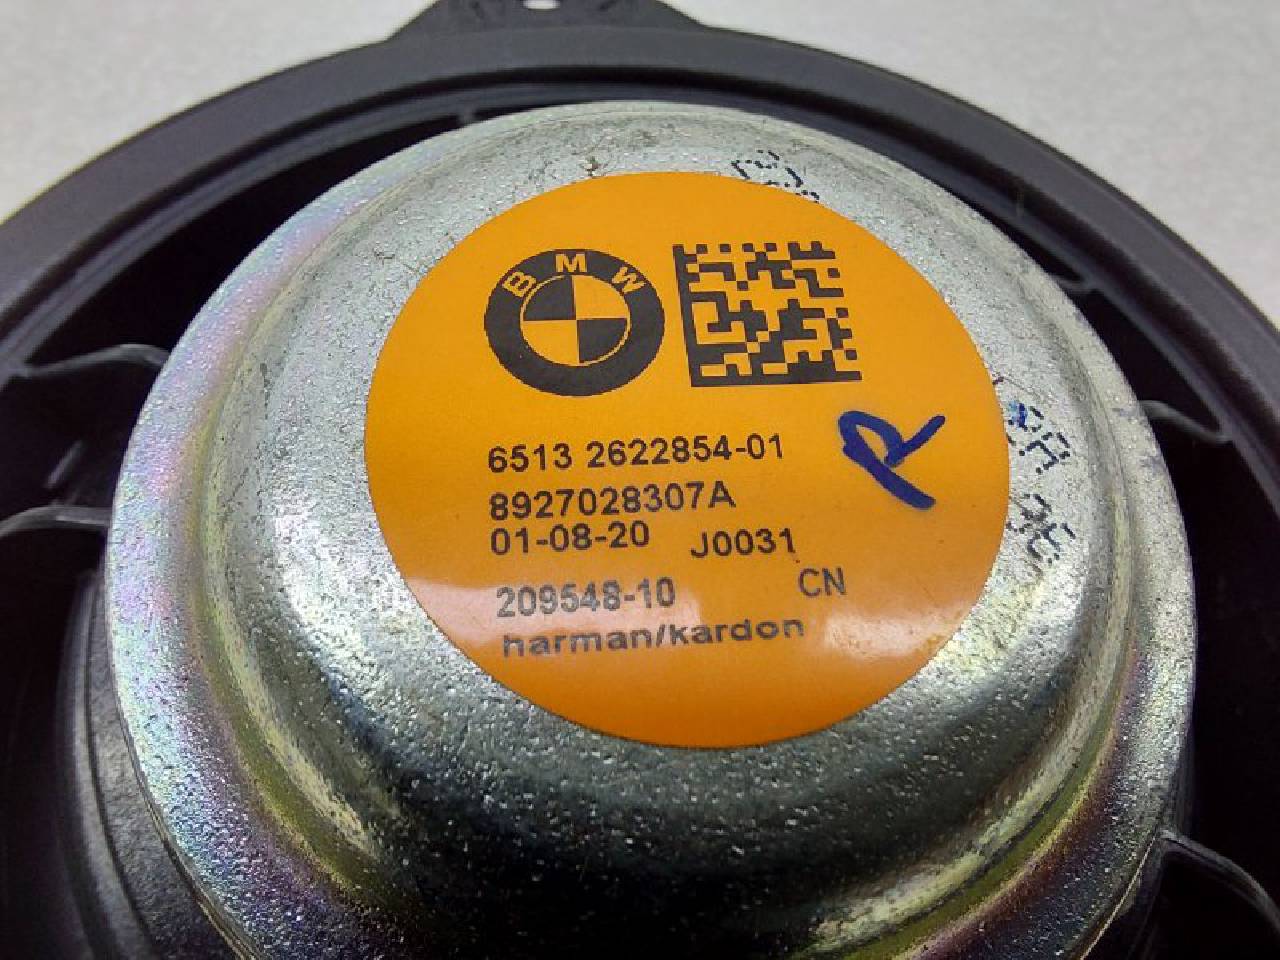 BMW
6513 2622854-01
8927028307A
01-08-20 J0031
209548-10 CN
harman/kardon
R